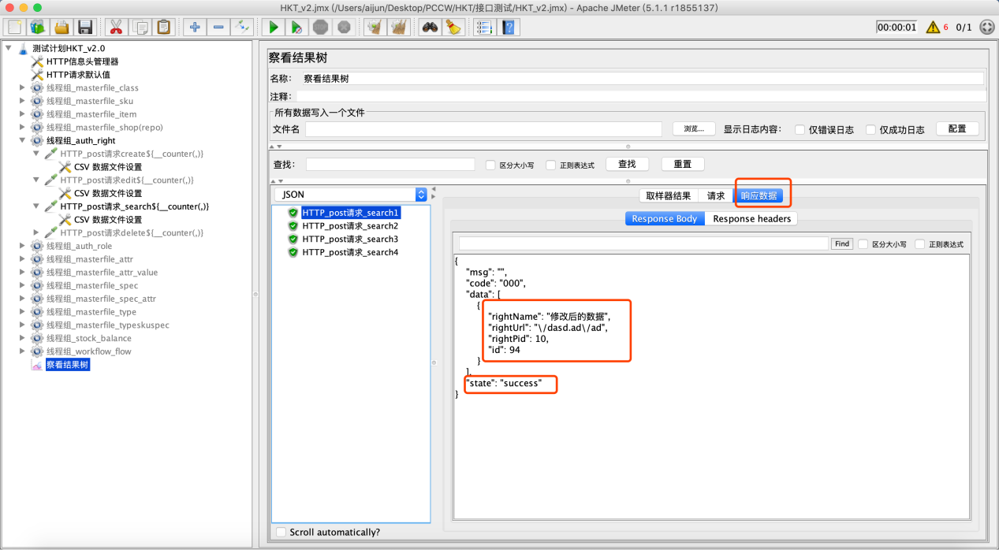 HKT_v2.jmx (/Users/aijun/Desktop/PCCW/HKT/接口测试/HKT_v2.jmx) - Apache JMeter (5.1.1 r1855137)
00:00:01 6 0/1
测试计划HKT_v2.0
HTTP信息头管理器
HTTP请求默认值
线程组_masterfile_class
线程组_masterfile_sku
线程组_masterfile_item
线程组_masterfile_shop(repo)
线程组_auth_right
HTTP_post请求create${__counter(,)}
CSV 数据文件设置
HTTP_post请求edit${__counter(,)}
CSV 数据文件设置
HTTP_post请求_search${__counter(,)}
CSV 数据文件设置
HTTP_post请求delete${__counter(,)}
线程组_auth_role
线程组_masterfile_attr
线程组_masterfile_attr_value
线程组_masterfile_spec
线程组_masterfile_spec_attr
线程组_masterfile_type
线程组_masterfile_typeskuspec
线程组_stock_balance
线程组_workflow_flow
察看结果树
察看结果树
名称: 察看结果树
注释:
所有数据写入一个文件
文件名 浏览... 显示日志内容: 仅错误日志 仅成功日志 配置
查找: 区分大小写 正则表达式 查找 重置
JSON
HTTP_post请求_search1
HTTP_post请求_search2
HTTP_post请求_search3
HTTP_post请求_search4
Scroll automatically?
取样器结果 请求 响应数据
Response Body Response headers
Find 区分大小写 正则表达式
{
"msg": "",
"code": "000",
"data": [
{
"rightName": "修改后的数据",
"rightUrl": "\/dasd.ad\/ad",
"rightPid": 10,
"id": 94
}
],
"state": "success"
}